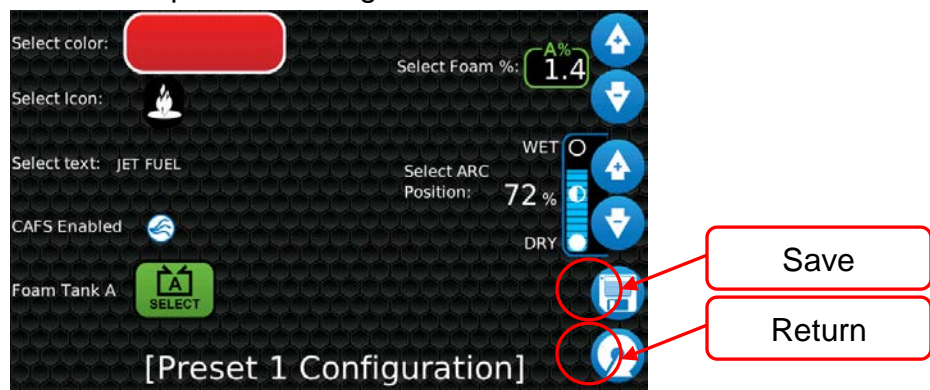 Select color:
A%
Select Foam %: 1.4
Select Icon:
WET
Select text: JET FUEL
Select ARC
Position: 72 %
CAFS Enabled
DRY
Foam Tank A
A
SELECT
Save
Return
[Preset 1 Configuration]